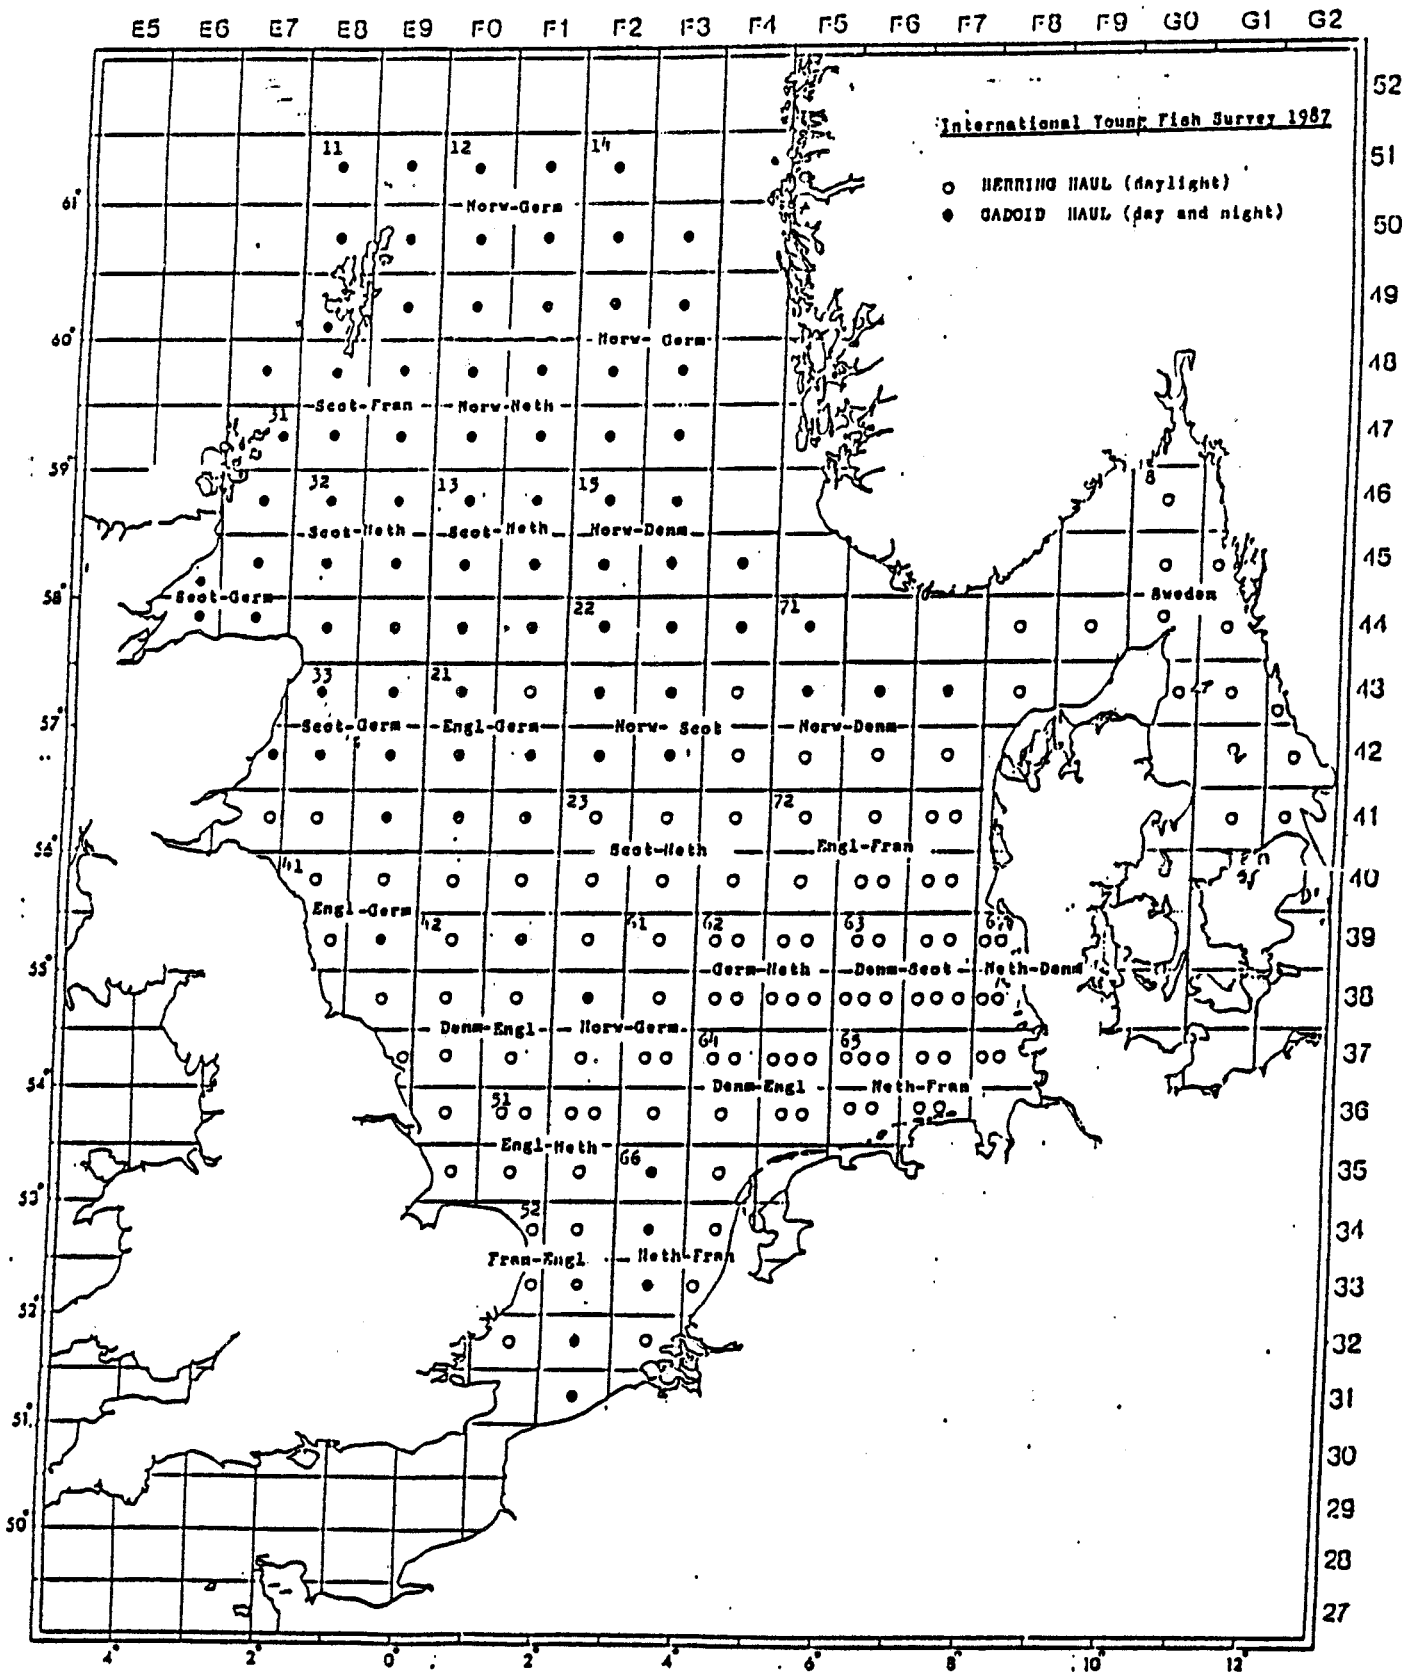 E5 E6 E7 E8 E9 F0 F1 F2 F3 F4 F5 F6 F7 F8 F9 G0 G1 G2
52
International Young Fish Survey 1987
11 12 14 51
○ HERRING HAUL (daylight)
61° Norw-Germ
● GADOID HAUL (day and night) 50
49
60° Norw-Germ
48
Scot-Fran Norw-Neth
31 47
59°
32 13 15 18 46
Scot-Neth Scot-Neth Norw-Denm
45
58° Scot-Germ Sweden
22 71 44
33 21 43
57° Scot-Germ Engl-Germ Norw-Scot Norw-Denm
42
23 72 41
56° Scot-Neth Engl-Fran
41 40
Engl-Germ
42 61 62 63 39
55° Germ-Neth Denm-Scot Neth-Denm
38
Denm-Engl Norw-Germ
64 65 37
54° Denm-Engl Neth-Fran
51 36
Engl-Neth
66 35
53°
52 34
Fran-Engl Neth-Fran
33
52°
32
31
51°
30
29
50°
28
27
4° 2° 0° 2° 4° 6° 8° 10° 12°